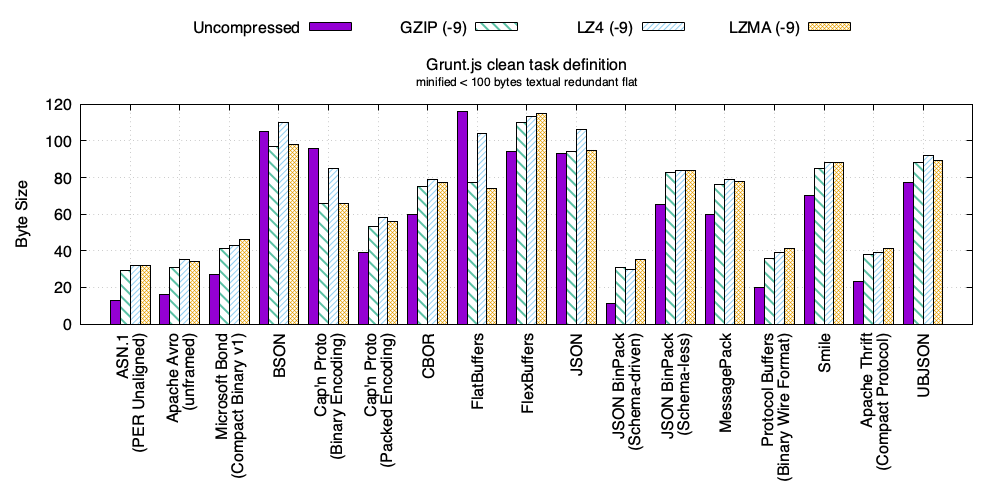 Uncompressed GZIP (-9) LZ4 (-9) LZMA (-9)
Grunt.js clean task definition
minified < 100 bytes textual redundant flat
120
100
80
60
40
20
0
Byte Size
ASN.1
(PER Unaligned)
Apache Avro
(unframed)
Microsoft Bond
(Compact Binary v1)
BSON
Cap'n Proto
(Binary Encoding)
Cap'n Proto
(Packed Encoding)
CBOR
FlatBuffers
FlexBuffers
JSON
JSON BinPack
(Schema-driven)
JSON BinPack
(Schema-less)
MessagePack
Protocol Buffers
(Binary Wire Format)
Smile
Apache Thrift
(Compact Protocol)
UBJSON